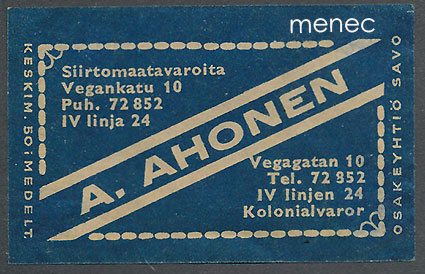 menec
Siirtomaatavaroita
Vegankatu 10
Puh. 72 852
IV linja 24
A. AHONEN
Vegagatan 10
Tel. 72 852
IV linjen 24
Kolonialvaror
KESKIM. 50 i MEDELT.
OSAKEYHTIÖ SAVO